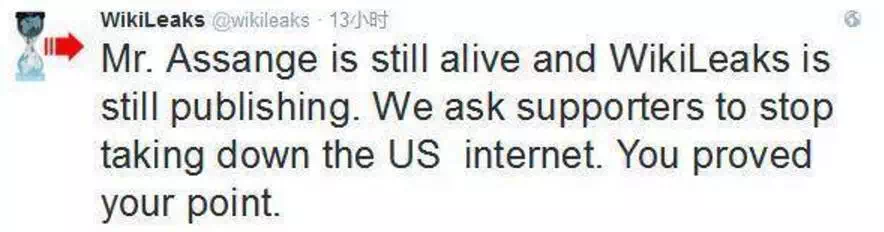 WikiLeaks @wikileaks · 13小时
Mr. Assange is still alive and WikiLeaks is
still publishing. We ask supporters to stop
taking down the US  internet. You proved
your point.